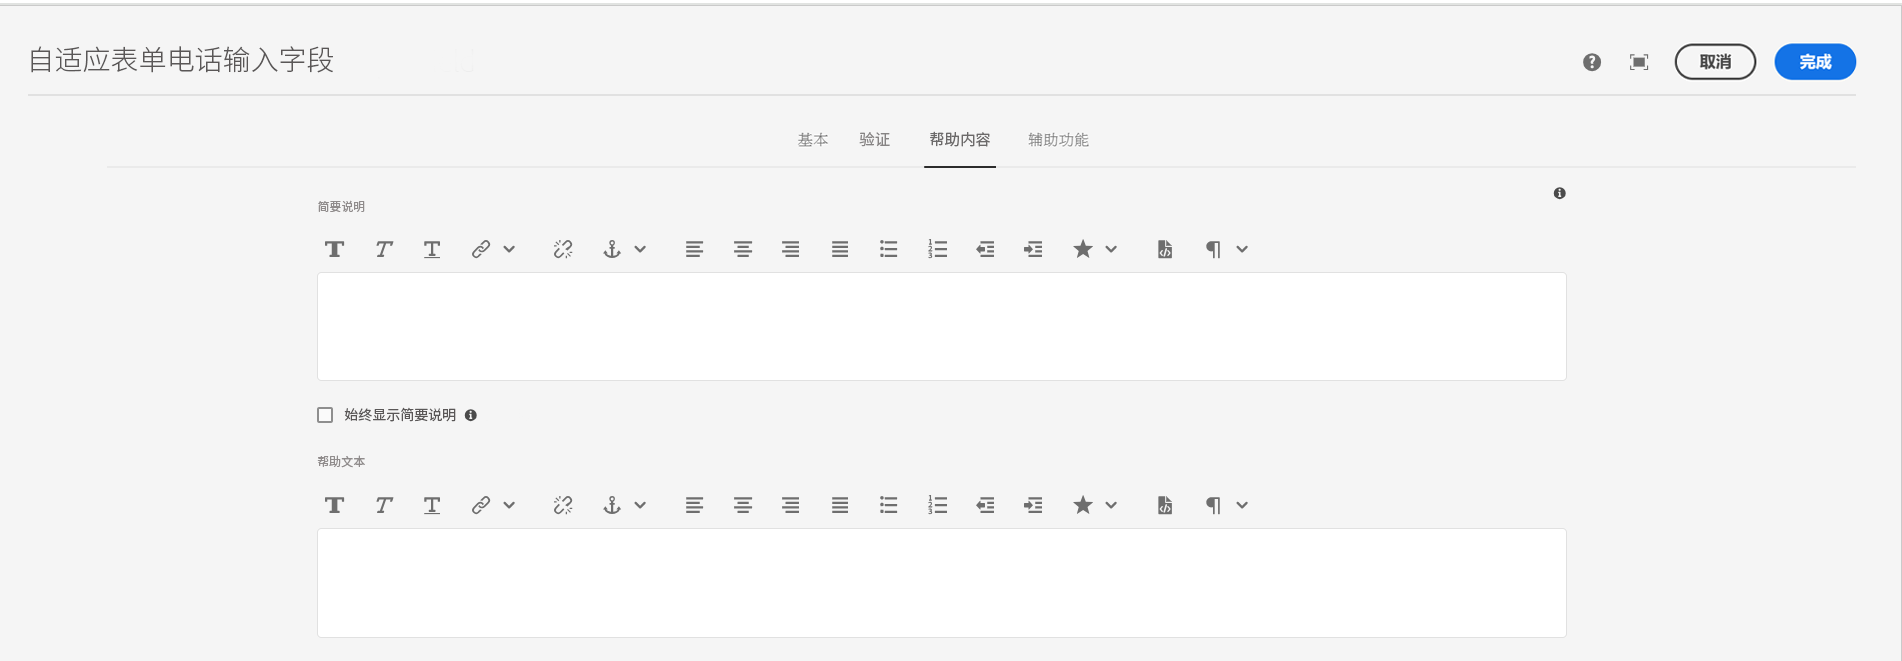 自适应表单电话输入字段
取消 完成
基本 验证 帮助内容 辅助功能
简要说明
始终显示简要说明
帮助文本